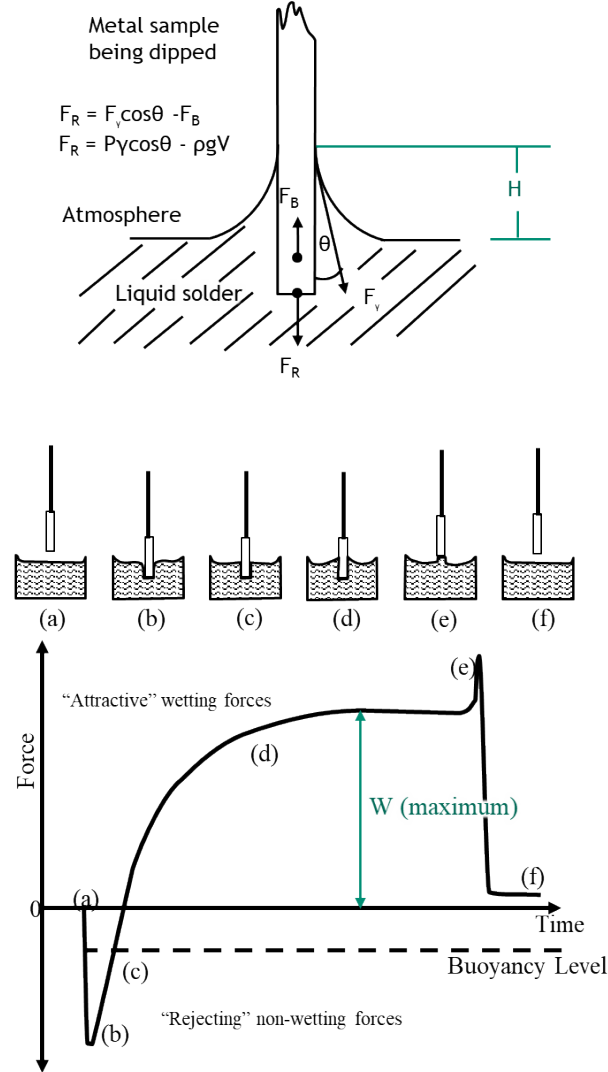 Metal sample
being dipped
F_R = F_γcosθ -F_B
F_R = Pγcosθ - ρgV
H
F_B
Atmosphere
θ
Liquid solder
F_γ
F_R
(a) (b) (c) (d) (e) (f)
(e)
“Attractive” wetting forces
(d)
Force
W (maximum)
(f)
(a)
0
Time
(c)
Buoyancy Level
(b)
“Rejecting” non-wetting forces